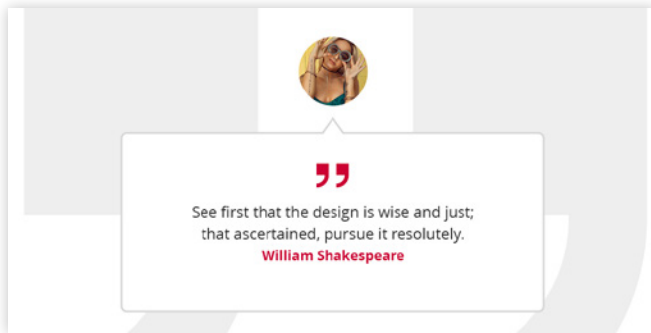 ”
See first that the design is wise and just;
that ascertained, pursue it resolutely.
William Shakespeare